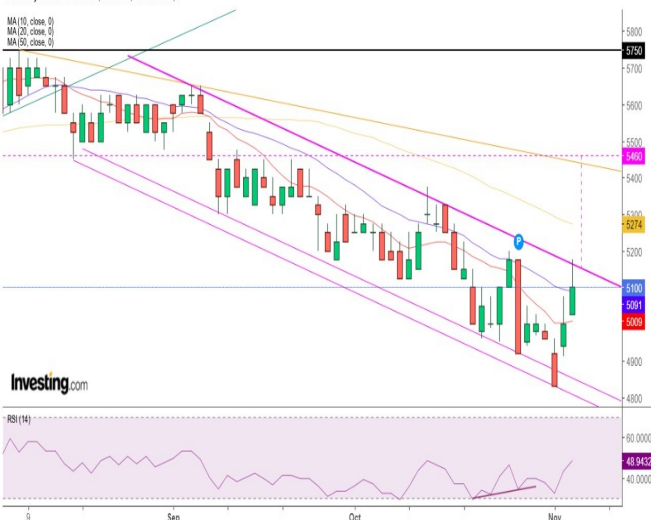 MA (10, close, 0)
MA (20, close, 0)
MA (50, close, 0)
5800
5750
5700
5600
5500
5460
5400
5300
5274
5200
P
5100
5091
5009
4900
4800
Investing.com
RSI (14)
60.0000
48.9432
40.0000
9
Sep
Oct
Nov